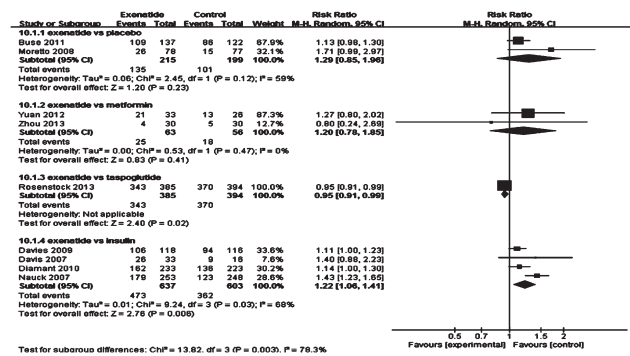 Exenatide Control Risk Ratio Risk Ratio
Study or Subgroup Events Total Events Total Weight M-H, Random, 95% CI M-H, Random, 95% CI
10.1.1 exenatide vs placebo
Buse 2011 109 137 86 122 67.9% 1.13 [0.98, 1.30]
Moretto 2008 26 78 15 77 32.1% 1.71 [0.99, 2.97]
Subtotal (95% CI) 215 199 100.0% 1.29 [0.85, 1.96]
Total events 135 101
Heterogeneity: Tau² = 0.06; Chi² = 2.45, df = 1 (P = 0.12); I² = 59%
Test for overall effect: Z = 1.20 (P = 0.23)
10.1.2 exenatide vs metformin
Yuan 2012 21 33 13 26 87.3% 1.27 [0.80, 2.02]
Zhou 2013 4 30 5 30 12.7% 0.80 [0.24, 2.69]
Subtotal (95% CI) 63 56 100.0% 1.20 [0.78, 1.85]
Total events 25 18
Heterogeneity: Tau² = 0.00; Chi² = 0.53, df = 1 (P = 0.47); I² = 0%
Test for overall effect: Z = 0.83 (P = 0.41)
10.1.3 exenatide vs taspoglutide
Rosenstock 2013 343 385 370 394 100.0% 0.95 [0.91, 0.99]
Subtotal (95% CI) 385 394 100.0% 0.95 [0.91, 0.99]
Total events 343 370
Heterogeneity: Not applicable
Test for overall effect: Z = 2.40 (P = 0.02)
10.1.4 exenatide vs insulin
Davies 2009 106 118 94 116 33.6% 1.11 [1.00, 1.23]
Davis 2007 26 33 9 16 7.6% 1.40 [0.88, 2.23]
Diamant 2010 162 233 136 223 30.2% 1.14 [1.00, 1.30]
Nauck 2007 179 253 123 248 28.6% 1.43 [1.23, 1.65]
Subtotal (95% CI) 637 603 100.0% 1.22 [1.06, 1.41]
Total events 473 362
Heterogeneity: Tau² = 0.01; Chi² = 9.24, df = 3 (P = 0.03); I² = 68%
Test for overall effect: Z = 2.76 (P = 0.006)
0.5 0.7 1 1.5 2
Favours [experimental] Favours [control]
Test for subgroup differences: Chi² = 13.82, df = 3 (P = 0.003), I² = 78.3%